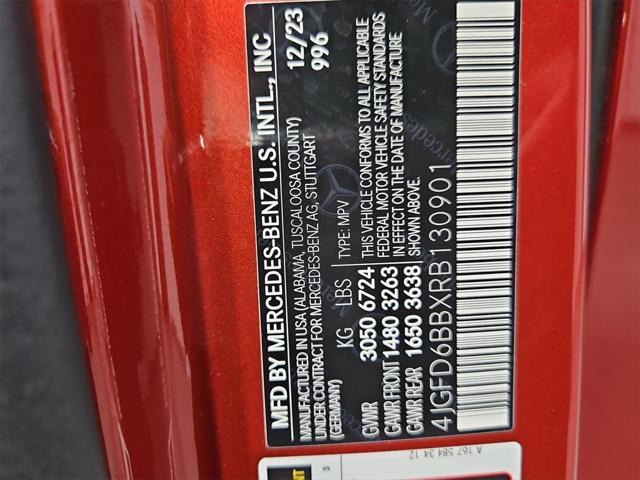 MFD BY MERCEDES-BENZ U.S. INTL., INC
MANUFACTURED IN USA (ALABAMA, TUSCALOOSA COUNTY)
UNDER CONTRACT FOR MERCEDES-BENZ AG, STUTTGART
(GERMANY)
12/23
996
KG LBS TYPE: MPV
GVWR 3050 6724
GAWR FRONT 1480 3263
GAWR REAR 1650 3638
THIS VEHICLE CONFORMS TO ALL APPLICABLE
FEDERAL MOTOR VEHICLE SAFETY STANDARDS
IN EFFECT ON THE DATE OF MANUFACTURE
SHOWN ABOVE.
4JGFD6BBXRB130901
A 167 584 34 12